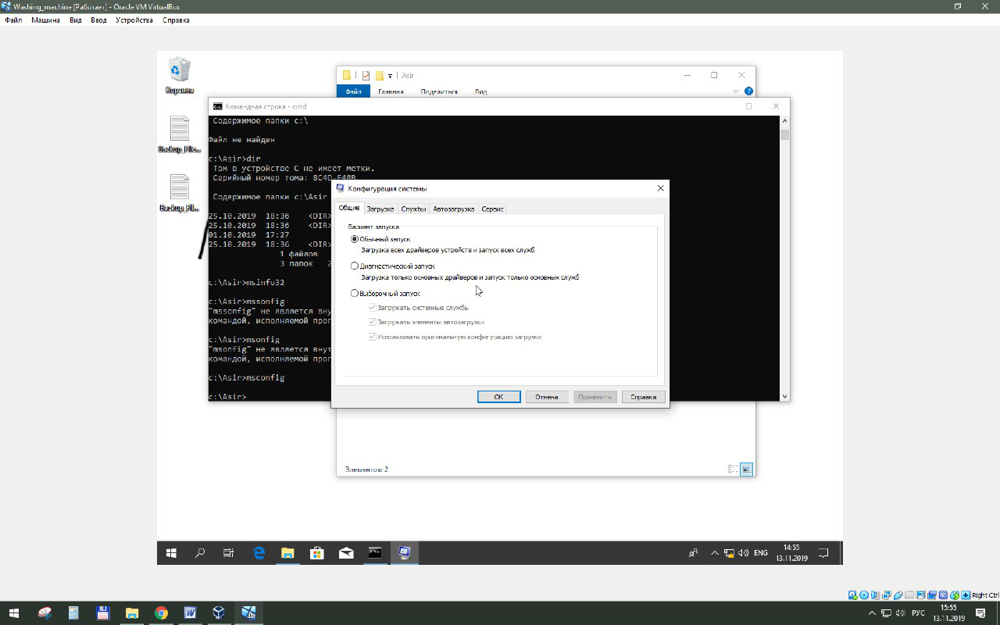 Washing_machine [Работает] - Oracle VM VirtualBox
Файл Машина Вид Ввод Устройства Справка
Корзина
Backup_File...
Backup_Fil...
Asir
Файл Главная Поделиться Вид
Командная строка - cmd
Содержимое папки c:\
Файл не найден
c:\Asir>dir
Том в устройстве C не имеет метки.
Серийный номер тома: 8C4D-F48B
Содержимое папки c:\Asir
25.10.2019 18:36 <DIR>
25.10.2019 18:36 <DIR>
01.10.2019 17:27
25.10.2019 18:36 <DIR>
1 файлов
3 папок 2
c:\Asir>msinfo32
c:\Asir>mssonfig
"mssonfig" не является вну
командой, исполняемой прог
c:\Asir>msonfig
"msonfig" не является внут
командой, исполняемой прог
c:\Asir>msconfig
c:\Asir>
Конфигурация системы
Общие Загрузка Службы Автозагрузка Сервис
Вариант запуска
Обычный запуск
Загрузка всех драйверов устройств и запуск всех служб
Диагностический запуск
Загрузка только основных драйверов и запуск только основных служб
Выборочный запуск
Загружать системные службы
Загружать элементы автозагрузки
Использовать оригинальную конфигурацию загрузки
ОК Отмена Применить Справка
Элементов: 2
ENG
14:55
13.11.2019
Right Ctrl
РУС
15:55
13.11.2019